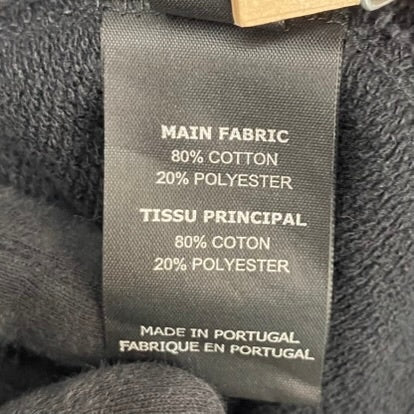 MAIN FABRIC
80% COTTON
20% POLYESTER
TISSU PRINCIPAL
80% COTON
20% POLYESTER
MADE IN PORTUGAL
FABRIQUE EN PORTUGAL